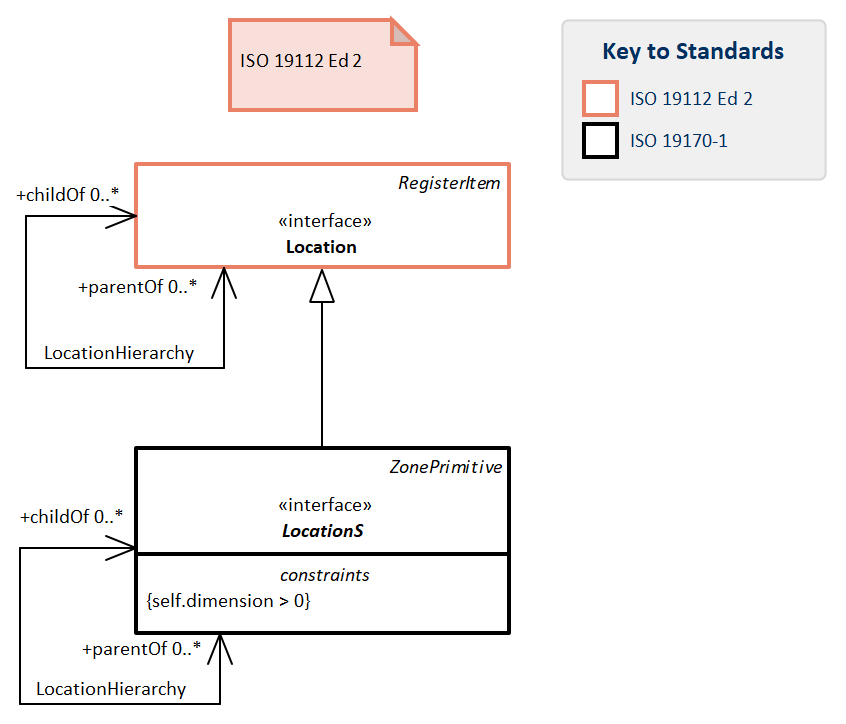 ISO 19112 Ed 2
Key to Standards
ISO 19112 Ed 2
ISO 19170-1
RegisterItem
+childOf 0..*
«interface»
Location
+parentOf 0..*
LocationHierarchy
ZonePrimitive
«interface»
+childOf 0..*
LocationS
constraints
{self.dimension > 0}
+parentOf 0..*
LocationHierarchy